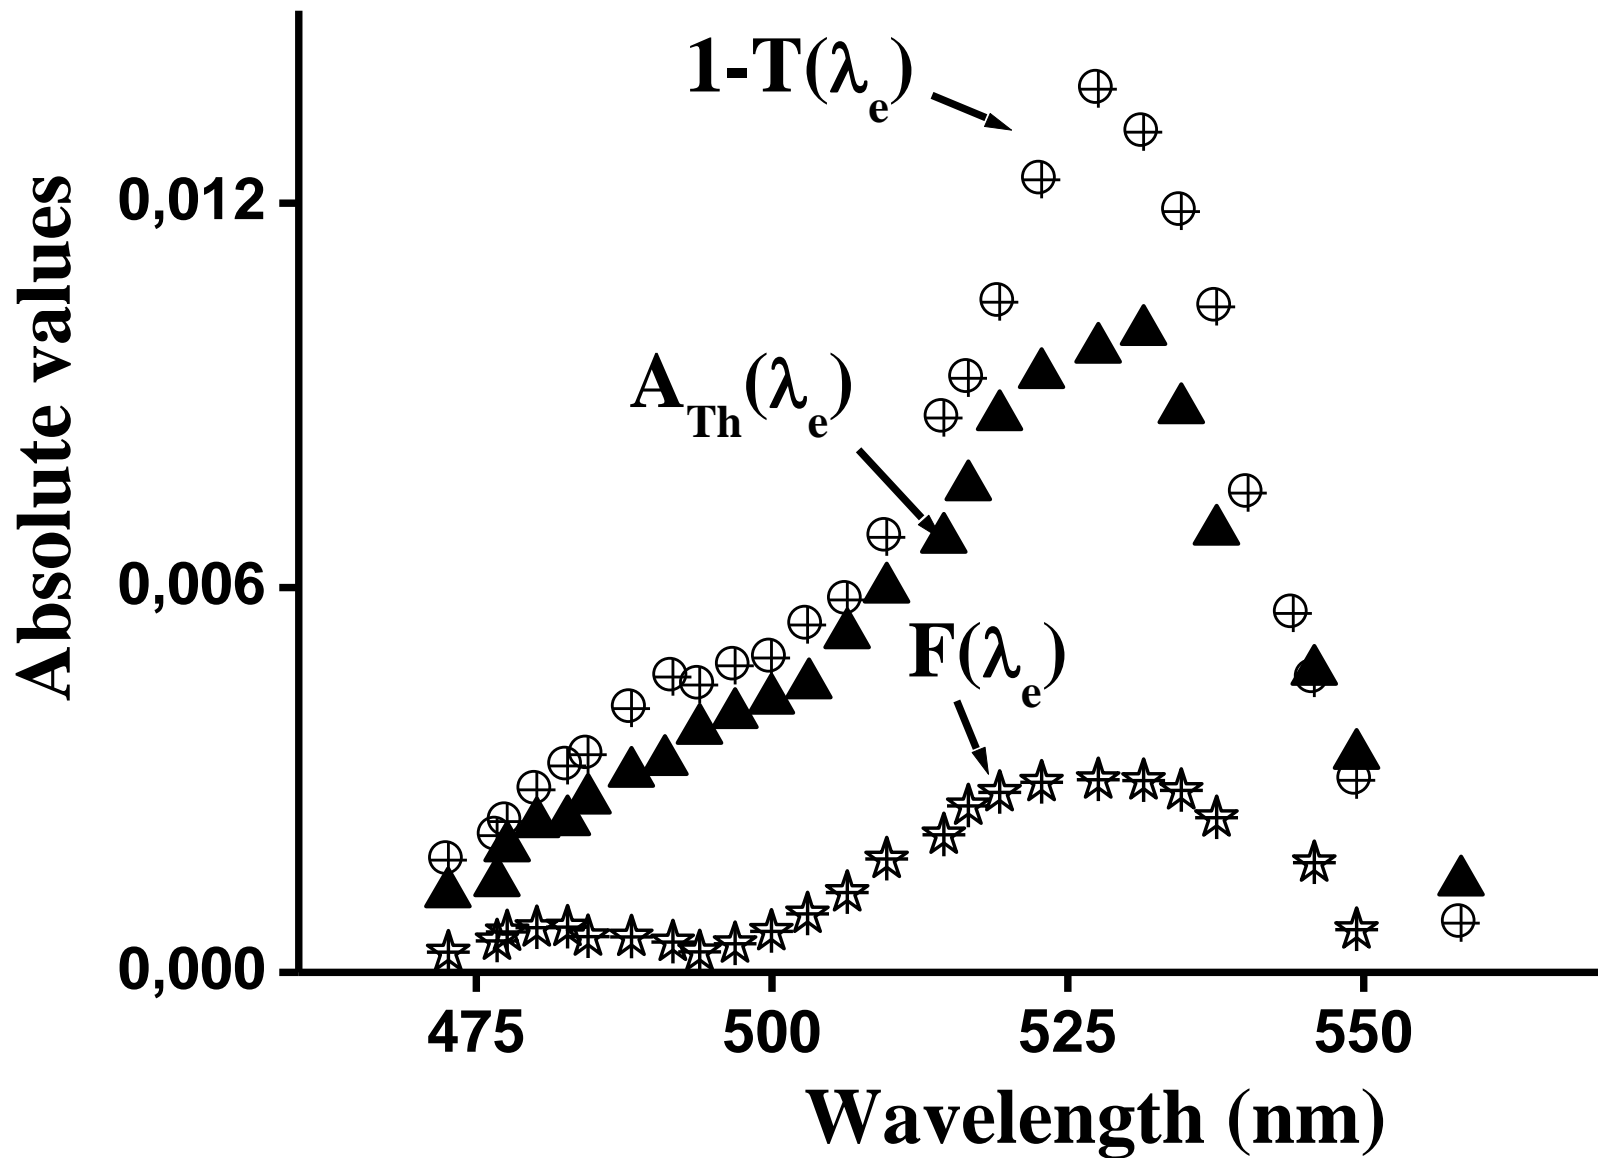 1-T(λe)
0,012
ATh(λe)
0,006
F(λe)
0,000
475 500 525 550
Wavelength (nm)
Absolute values